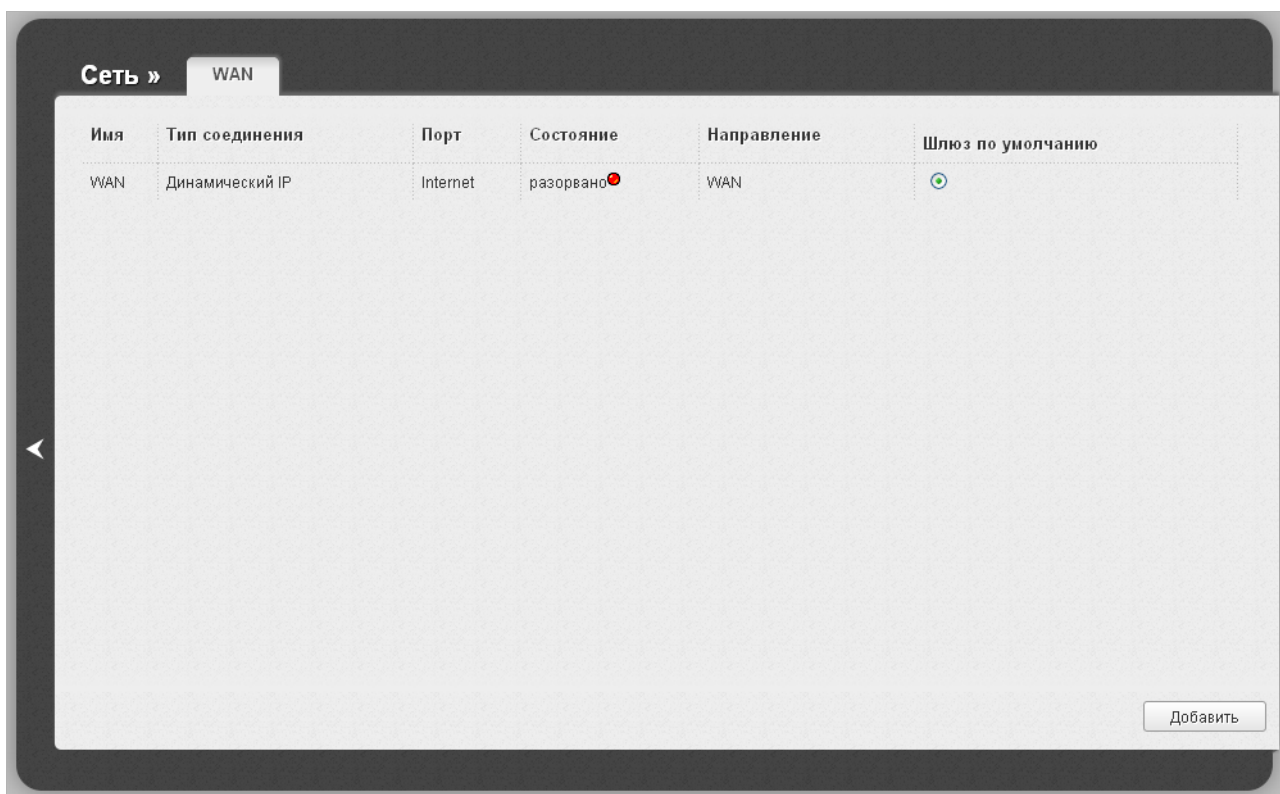 Сеть » WAN
Имя Тип соединения Порт Состояние Направление Шлюз по умолчанию
WAN Динамический IP Internet разорвано WAN
Добавить